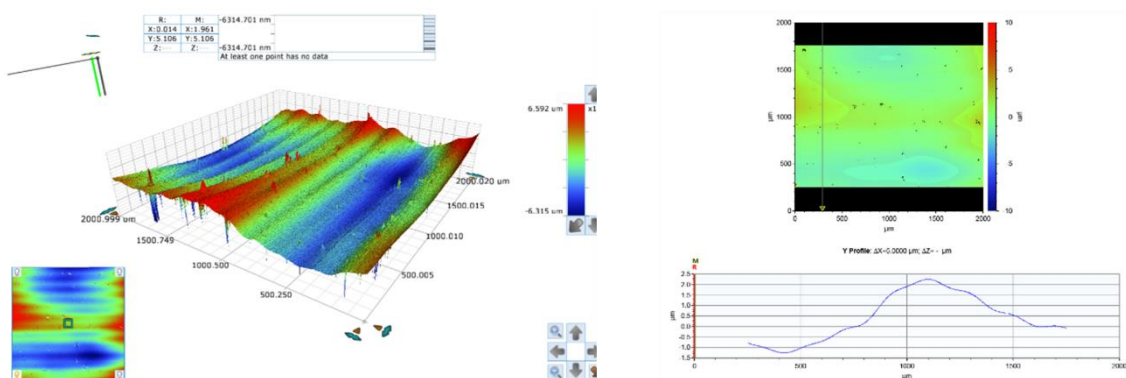 R: M: -6314.701 nm
X:0.014 X:1.961
Y:5.106 Y:5.106
Z: --- Z: --- -6314.701 nm
At least one point has no data
6.592 um x1
-6.315 um
2000.020 um
1500.015
1000.010
500.005
2000.999 um
1500.749
1000.500
500.250
2000
1500
1000
500
0
µm
0 500 1000 1500 2000
µm
10
5
0
-5
-10
µm
Y Profile: ΔX=0.0000 µm; ΔZ=- - µm
M
R
2.5
2.0
1.5
1.0
0.5
0.0
-0.5
-1.0
-1.5
µm
500 1000 1500 2000
µm